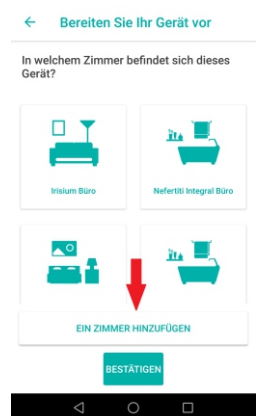 Bereiten Sie Ihr Gerät vor
In welchem Zimmer befindet sich dieses
Gerät?
Irisium Büro
Nefertiti Integral Büro
EIN ZIMMER HINZUFÜGEN
BESTÄTIGEN